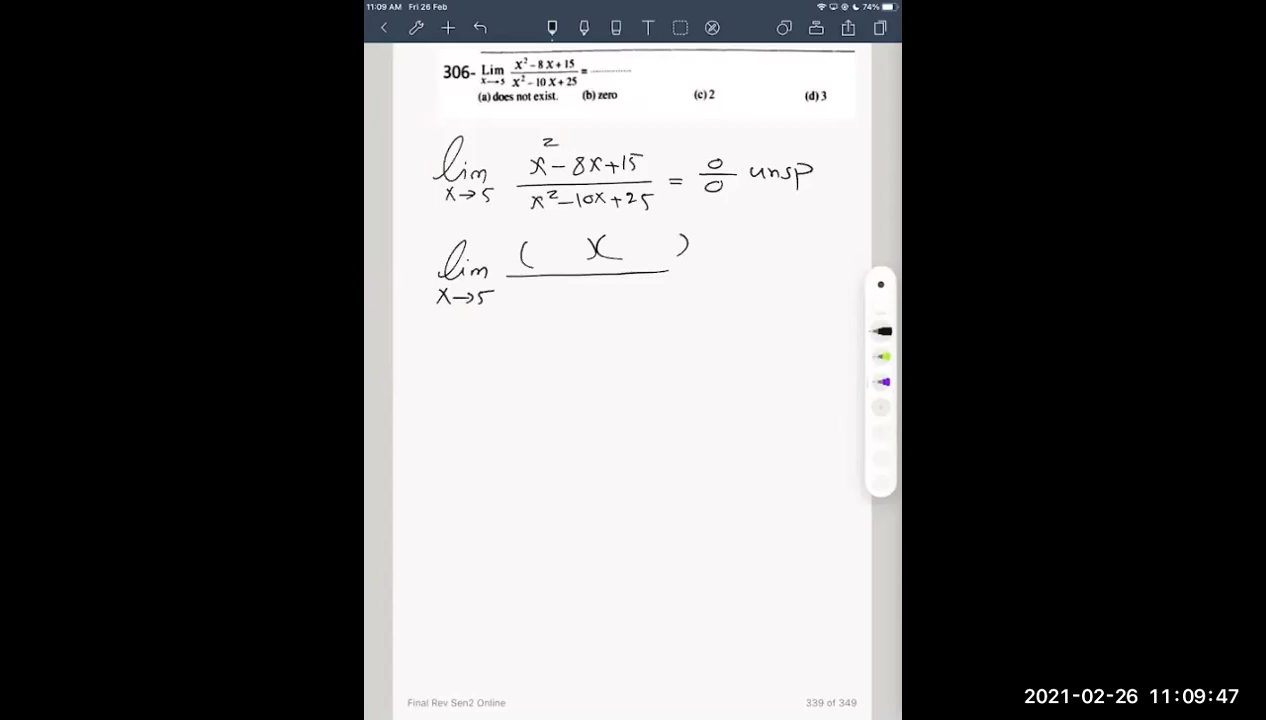 11:09 AM Fri 26 Feb 74%
306- Lim x→5 x² - 8 x + 15 / x² - 10 x + 25 = ............
(a) does not exist. (b) zero (c) 2 (d) 3
lim x→5 x² - 8x + 15 / x² - 10x + 25 = 0/0 unsp
lim x→5 ( )( )
Final Rev Sen2 Online 339 of 349
2021-02-26 11:09:47